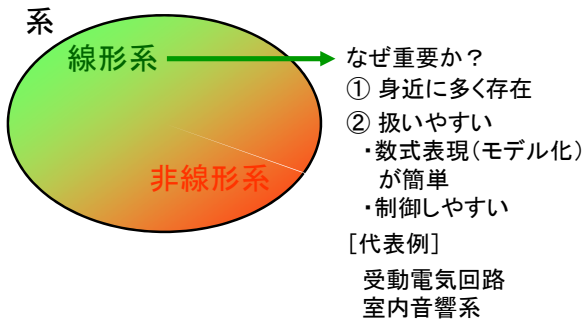 系
線形系
非線形系
なぜ重要か？
① 身近に多く存在
② 扱いやすい
・数式表現（モデル化）
が簡単
・制御しやすい
［代表例］
受動電気回路
室内音響系